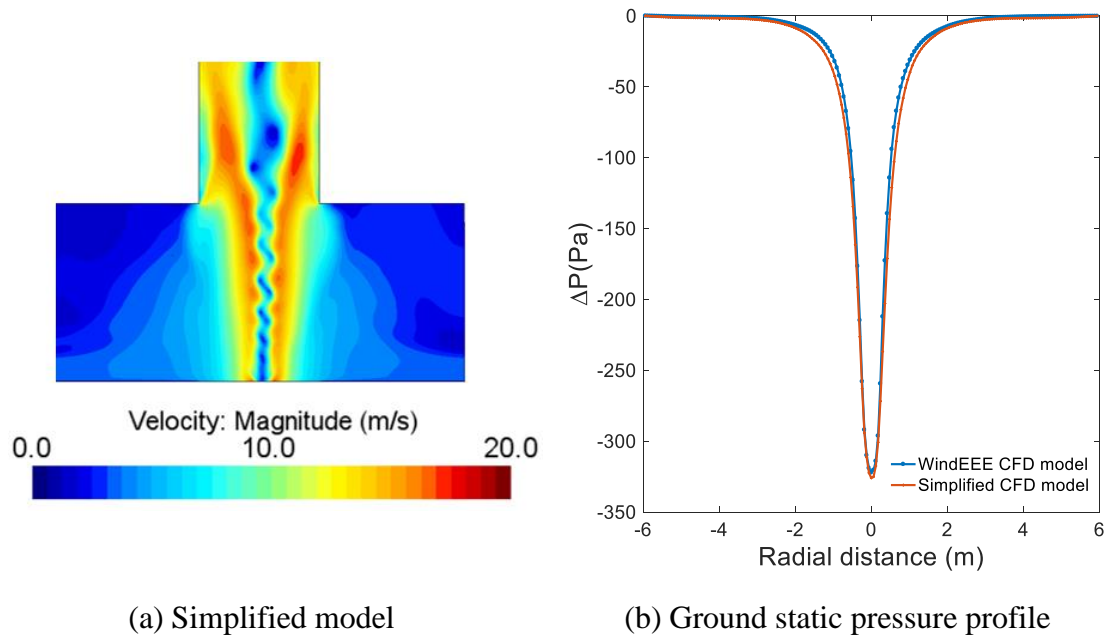 Velocity: Magnitude (m/s)
0.0 10.0 20.0
0
-50
-100
-150
-200
-250
-300
-350
ΔP(Pa)
WindEEE CFD model
Simplified CFD model
-6 -4 -2 0 2 4 6
Radial distance (m)
(a) Simplified model
(b) Ground static pressure profile